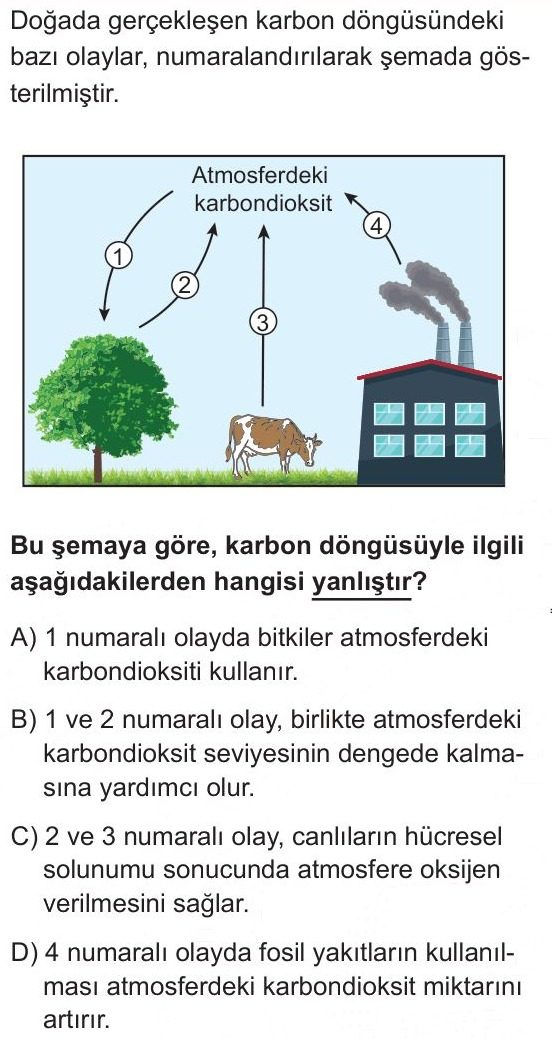 Doğada gerçekleşen karbon döngüsündeki
bazı olaylar, numaralandırılarak şemada gös-
terilmiştir.
Atmosferdeki
karbondioksit
1
2
3
4
Bu şemaya göre, karbon döngüsüyle ilgili
aşağıdakilerden hangisi yanlıştır?
A) 1 numaralı olayda bitkiler atmosferdeki
karbondioksiti kullanır.
B) 1 ve 2 numaralı olay, birlikte atmosferdeki
karbondioksit seviyesinin dengede kalma-
sına yardımcı olur.
C) 2 ve 3 numaralı olay, canlıların hücresel
solunumu sonucunda atmosfere oksijen
verilmesini sağlar.
D) 4 numaralı olayda fosil yakıtların kullanıl-
ması atmosferdeki karbondioksit miktarını
artırır.